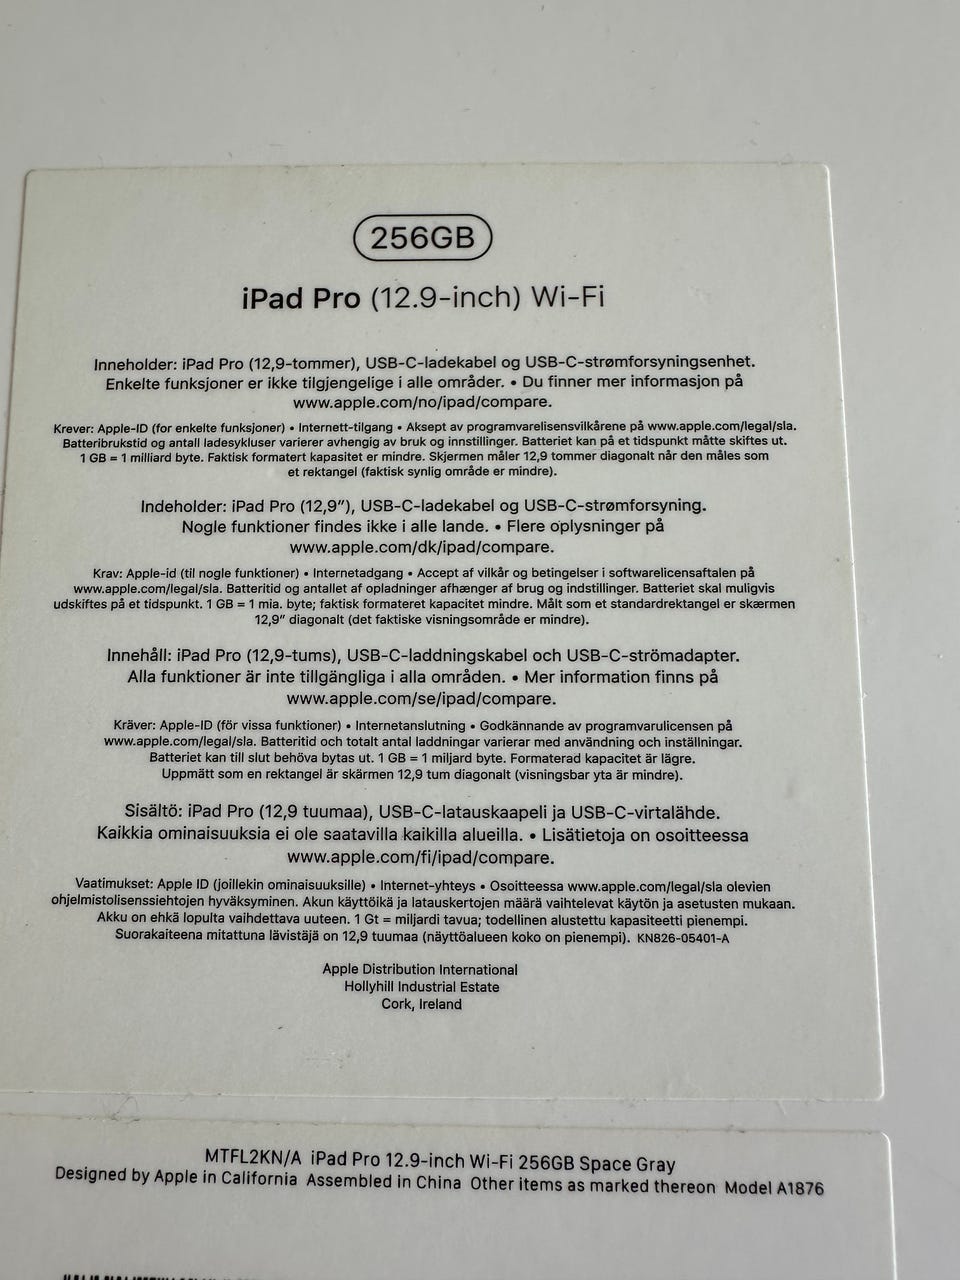 256GB
iPad Pro (12.9-inch) Wi-Fi
Inneholder: iPad Pro (12,9-tommer), USB-C-ladekabel og USB-C-strømforsyningsenhet.
Enkelte funksjoner er ikke tilgjengelige i alle områder. • Du finner mer informasjon på
www.apple.com/no/ipad/compare.
Krever: Apple-ID (for enkelte funksjoner) • Internett-tilgang • Aksept av programvarelisensvilkårene på www.apple.com/legal/sla.
Batteribrukstid og antall ladesykluser varierer avhengig av bruk og innstillinger. Batteriet kan på et tidspunkt måtte skiftes ut.
1 GB = 1 milliard byte. Faktisk formatert kapasitet er mindre. Skjermen måler 12,9 tommer diagonalt når den måles som
et rektangel (faktisk synlig område er mindre).
Indeholder: iPad Pro (12,9″), USB-C-ladekabel og USB-C-strømforsyning.
Nogle funktioner findes ikke i alle lande. • Flere oplysninger på
www.apple.com/dk/ipad/compare.
Krav: Apple-id (til nogle funktioner) • Internetadgang • Accept af vilkår og betingelser i softwarelicensaftalen på
www.apple.com/legal/sla. Batteritid og antallet af opladninger afhænger af brug og indstillinger. Batteriet skal muligvis
udskiftes på et tidspunkt. 1 GB = 1 mia. byte; faktisk formateret kapacitet mindre. Målt som et standardrektangel er skærmen
12,9″ diagonalt (det faktiske visningsområde er mindre).
Innehåll: iPad Pro (12,9-tums), USB-C-laddningskabel och USB-C-strömadapter.
Alla funktioner är inte tillgängliga i alla områden. • Mer information finns på
www.apple.com/se/ipad/compare.
Kräver: Apple-ID (för vissa funktioner) • Internetanslutning • Godkännande av programvarulicensen på
www.apple.com/legal/sla. Batteritid och totalt antal laddningar varierar med användning och inställningar.
Batteriet kan till slut behöva bytas ut. 1 GB = 1 miljard byte. Formaterad kapacitet är lägre.
Uppmätt som en rektangel är skärmen 12,9 tum diagonalt (visningsbar yta är mindre).
Sisältö: iPad Pro (12,9 tuumaa), USB-C-latauskaapeli ja USB-C-virtalähde.
Kaikkia ominaisuuksia ei ole saatavilla kaikilla alueilla. • Lisätietoja on osoitteessa
www.apple.com/fi/ipad/compare.
Vaatimukset: Apple ID (joillekin ominaisuuksille) • Internet-yhteys • Osoitteessa www.apple.com/legal/sla olevien
ohjelmistolisenssiehtojen hyväksyminen. Akun käyttöikä ja latauskertojen määrä vaihtelevat käytön ja asetusten mukaan.
Akku on ehkä lopulta vaihdettava uuteen. 1 Gt = miljardi tavua; todellinen alustettu kapasiteetti pienempi.
Suorakaiteena mitattuna lävistäjä on 12,9 tuumaa (näyttöalueen koko on pienempi). KN826-05401-A
Apple Distribution International
Hollyhill Industrial Estate
Cork, Ireland
MTFL2KN/A iPad Pro 12.9-inch Wi-Fi 256GB Space Gray
Designed by Apple in California Assembled in China Other items as marked thereon Model A1876